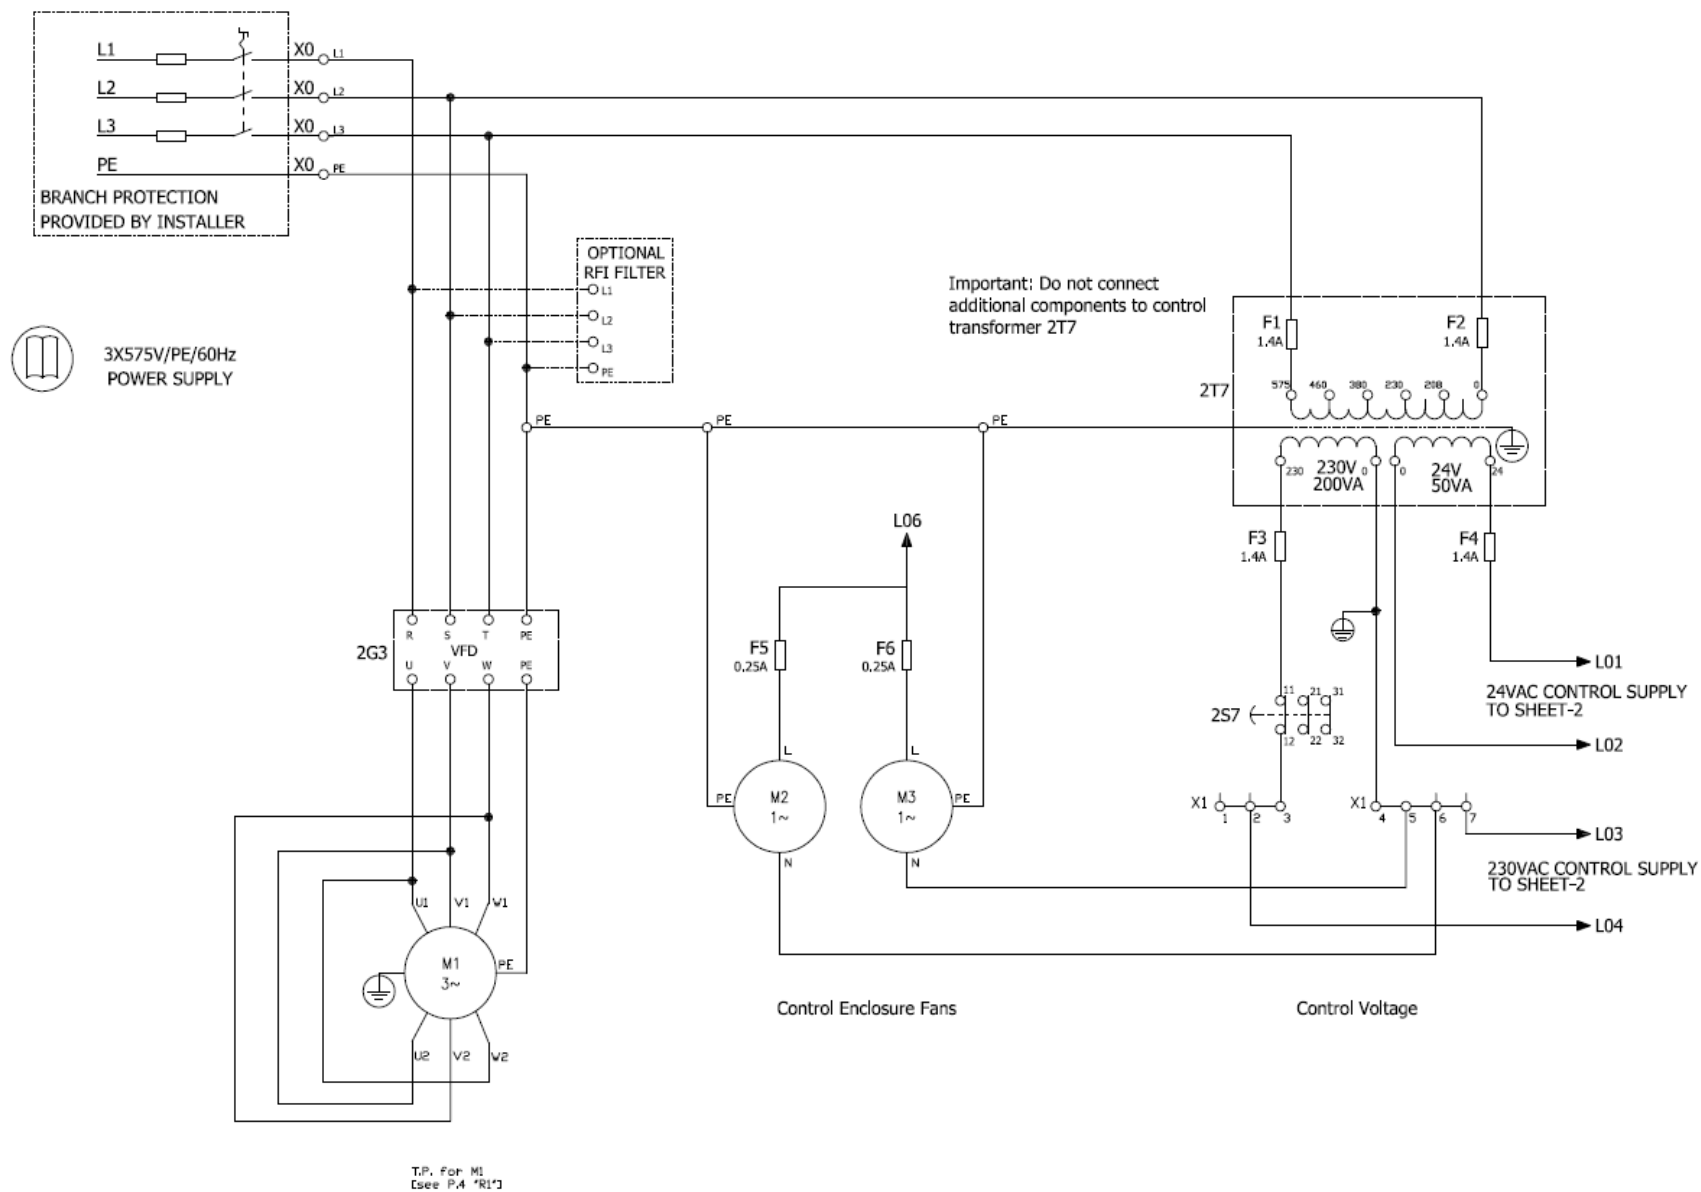 L1
X0
L1
L2
X0
L2
L3
X0
L3
PE
X0
PE
BRANCH PROTECTION
PROVIDED BY INSTALLER
OPTIONAL
RFI FILTER
L1
L2
L3
PE
3X575V/PE/60Hz
POWER SUPPLY
Important: Do not connect
additional components to control
transformer 2T7
F1
1.4A
F2
1.4A
2T7
575
460
380
230
208
0
PE
PE
PE
230
230V
200VA
0
0
24V
50VA
24
F3
1.4A
F4
1.4A
L06
F5
0.25A
F6
0.25A
2G3
R
S
T
PE
VFD
U
V
W
PE
L01
24VAC CONTROL SUPPLY
TO SHEET-2
L02
2S7
11
21
31
12
22
32
L
L
PE
M2
1~
M3
1~
PE
N
N
X1
1
2
3
X1
4
5
6
7
L03
230VAC CONTROL SUPPLY
TO SHEET-2
L04
U1
V1
W1
M1
3~
PE
U2
V2
W2
Control Enclosure Fans
Control Voltage
T.P. for M1
[see P.4 "R1"]